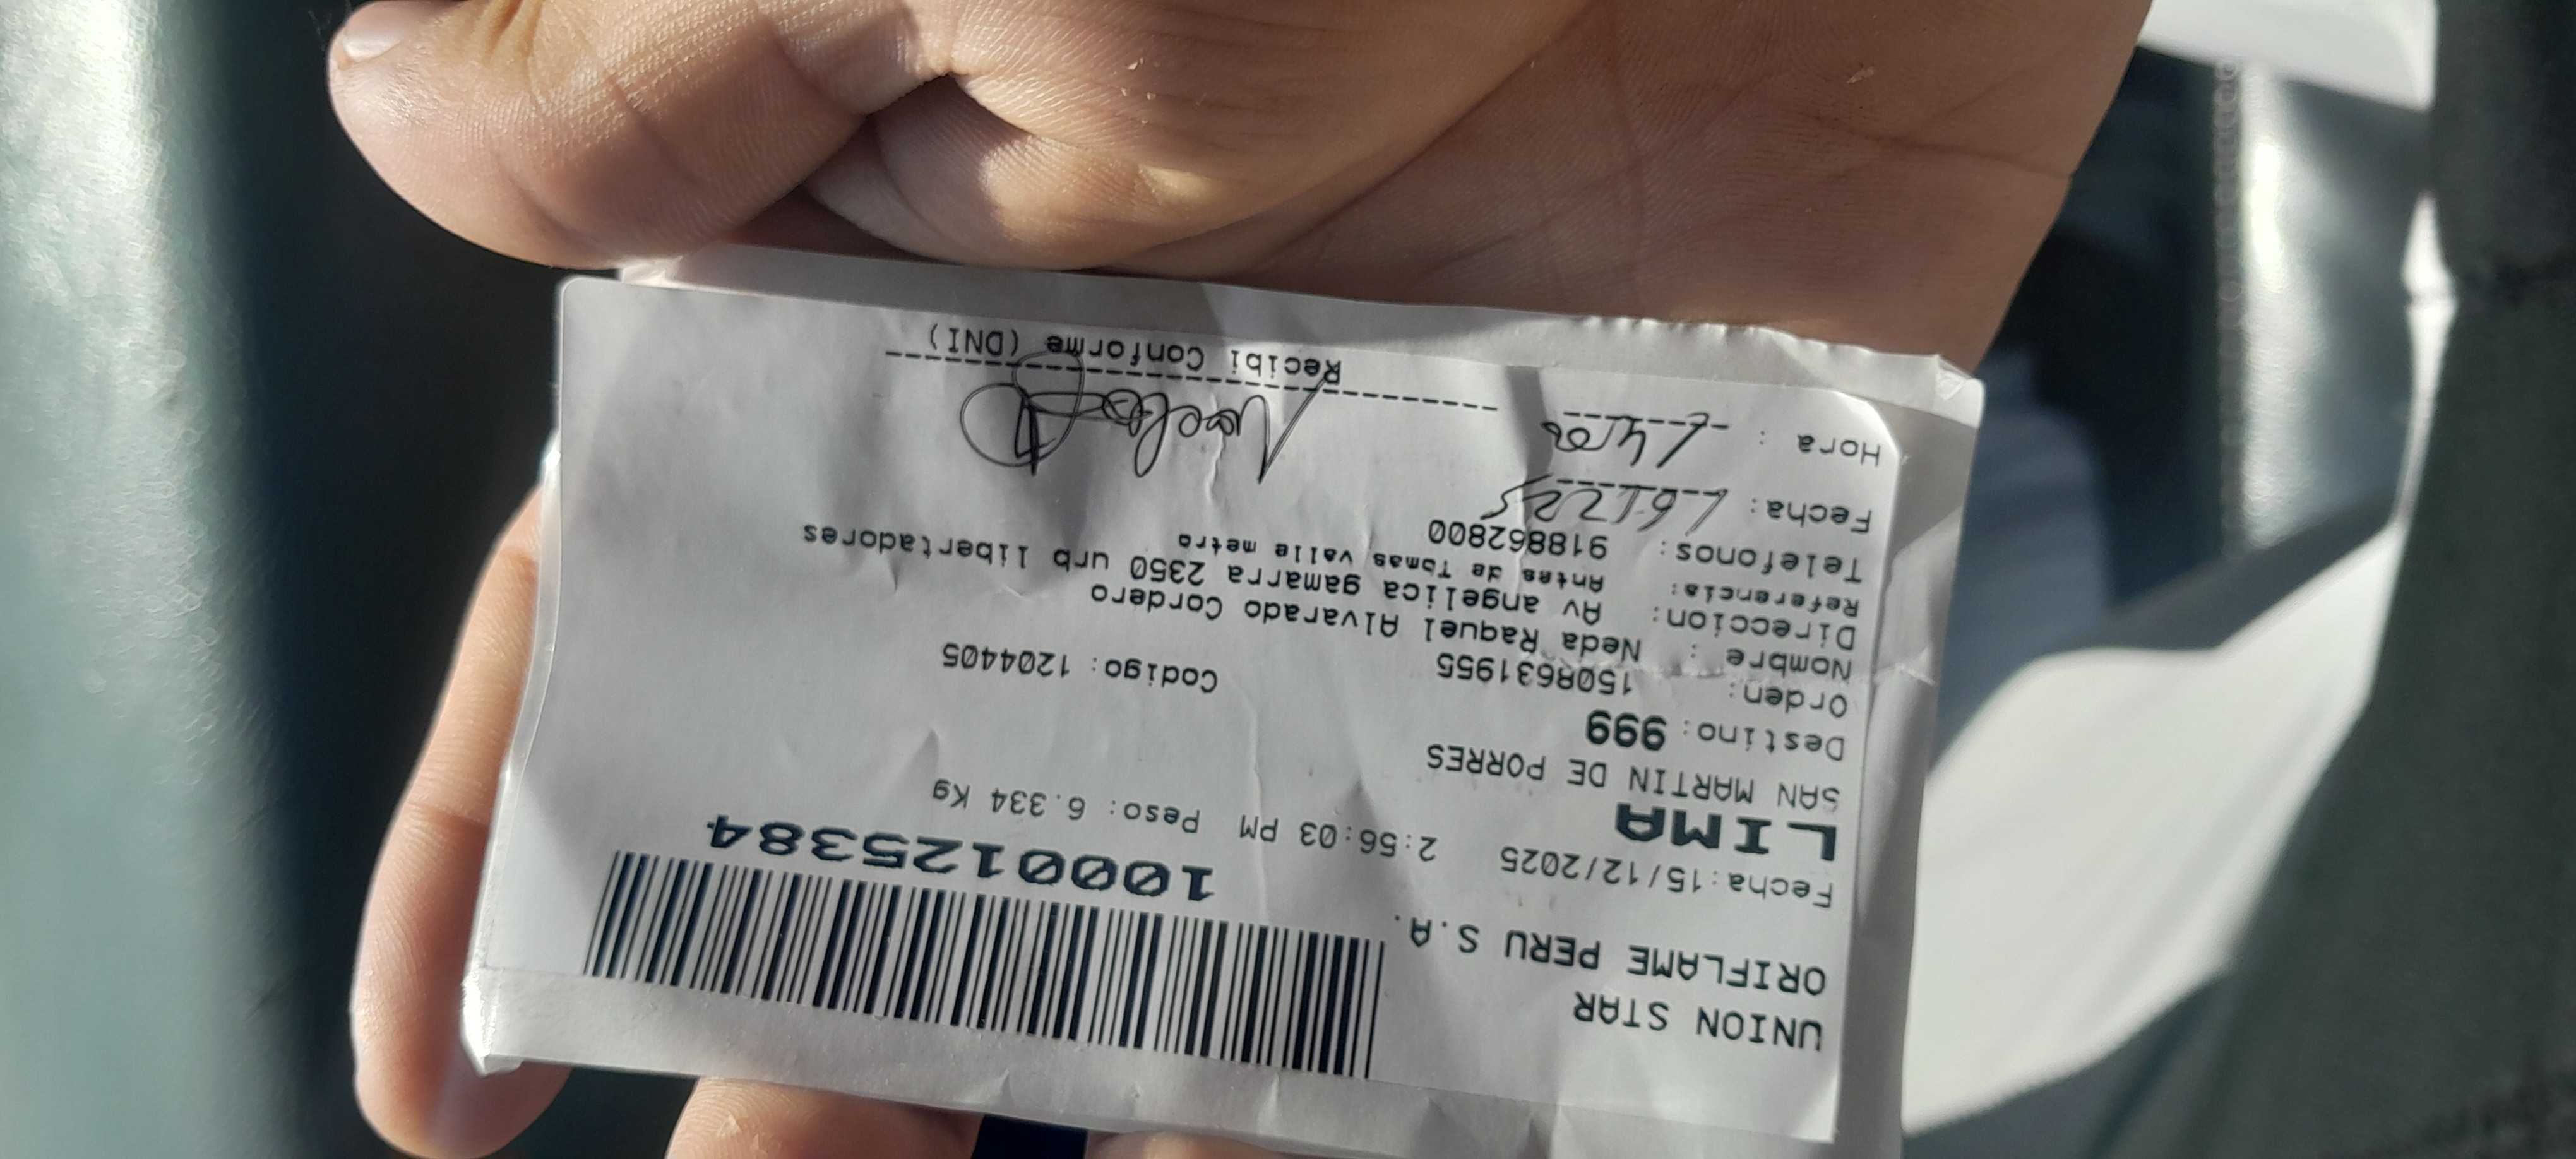 UNION STAR
ORIFLAME PERU S.A.
1000125384
Fecha:15/12/2025 2:56:03 PM Peso: 6.334 Kg
LIMA
SAN MARTIN DE PORRES
Destino: 999
Orden: 1508631955 Codigo: 1204405
Nombre : Neda Raquel Alvarado Cordero
Direccion: Av angelica gamarra 2350 urb libertadores
Referencia: Antes de Tomas valle metro
Telefonos: 918862800
Fecha: 161225
Hora :
Recibi Conforme (DNI)